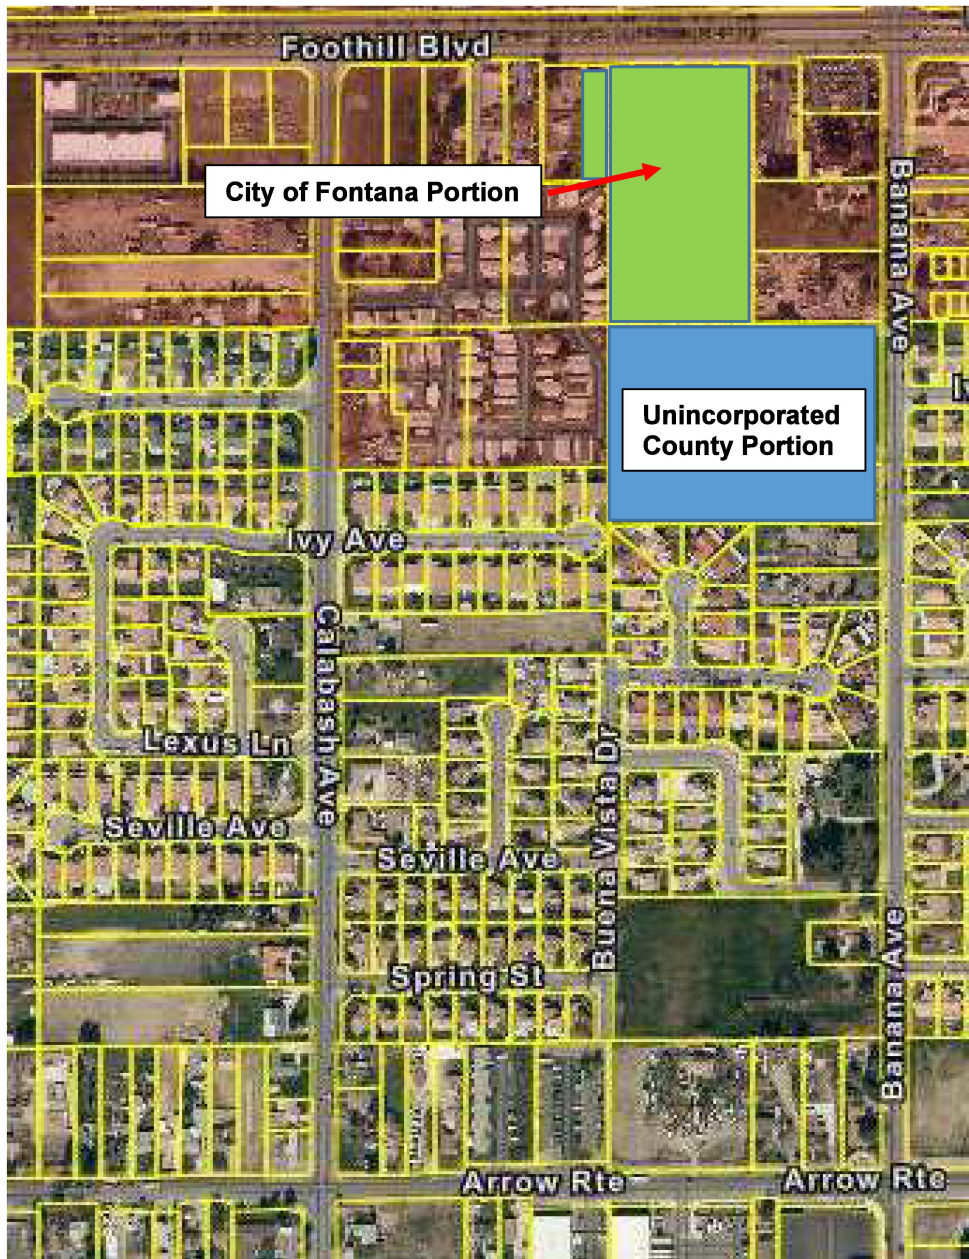 Foothill Blvd
City of Fontana Portion
Banana Ave
Unincorporated
County Portion
Ivy Ave
Calabash Ave
Lexus Ln
Buona Vista Dr
Seville Ave
Seville Ave
Spring St
Banana Ave
Arrow Rte
Arrow Rte